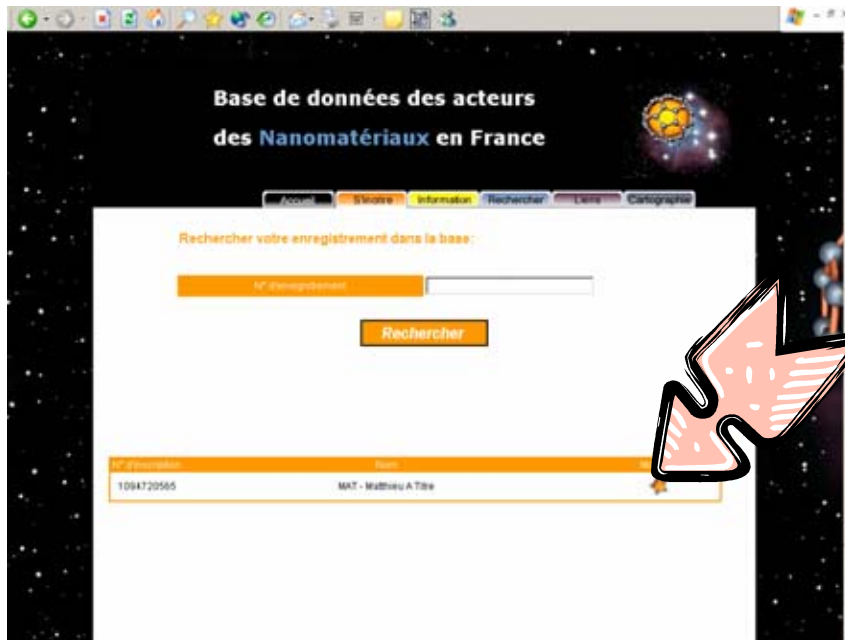 Base de données des acteurs
des Nanomatériaux en France
Accueil S'inscrire Information Rechercher Liens Cartographie
Rechercher votre enregistrement dans la base:
N° d'enregistrement
Rechercher
N° d'inscription Nom
1094720565 MAT - Matthieu A Titre